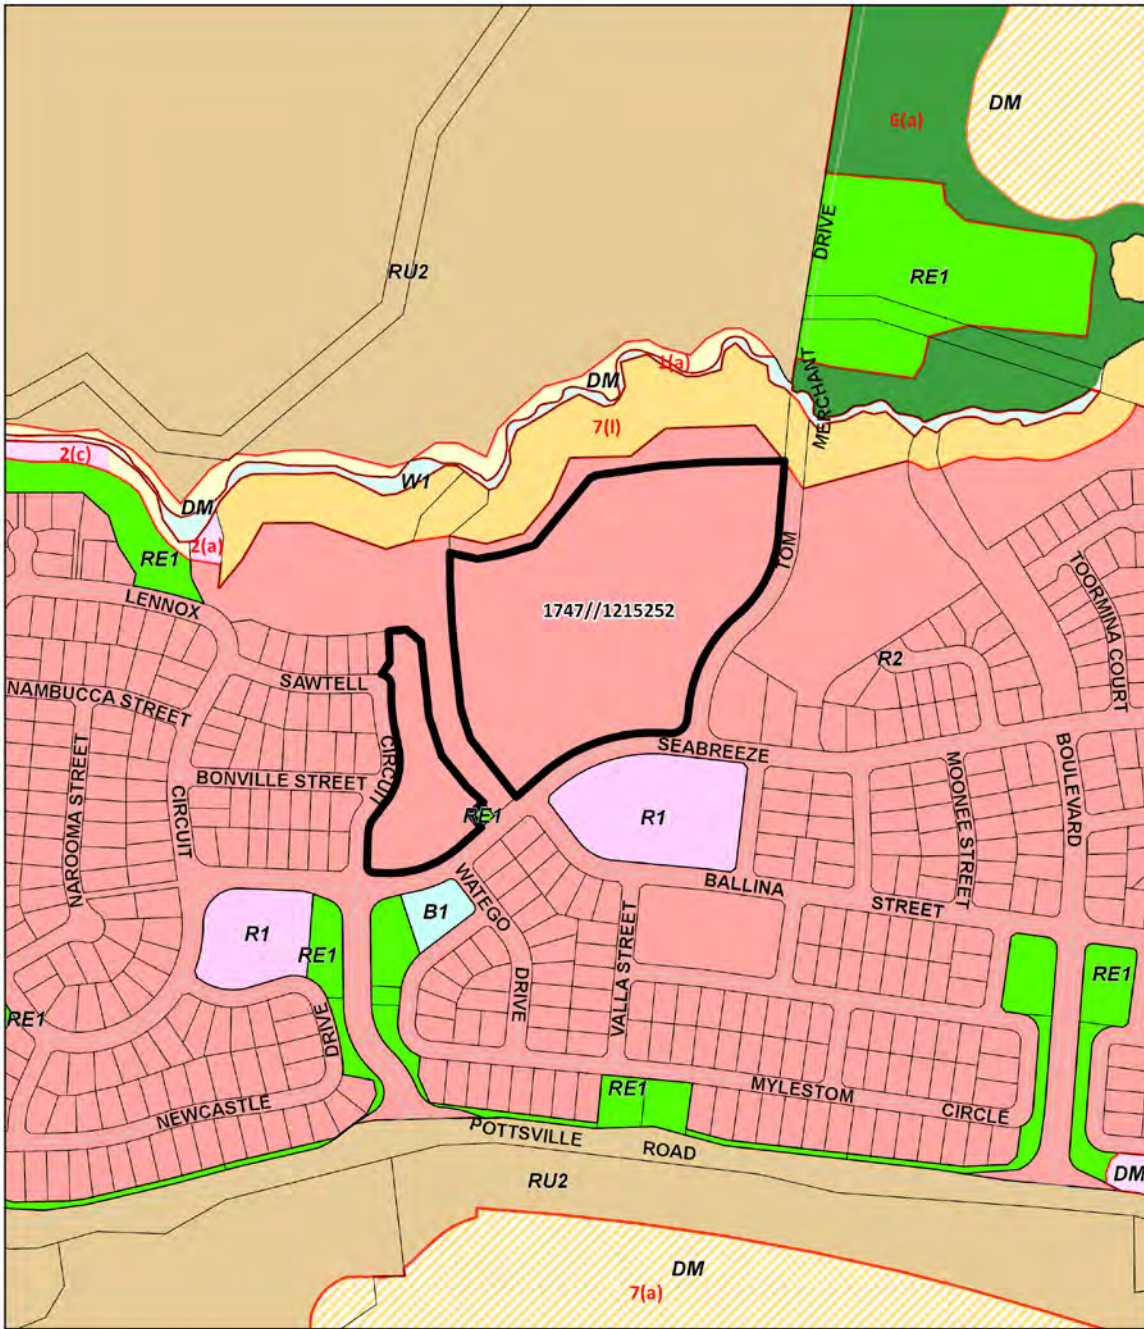 DM
6(a)
DRIVE
RE1
RU2
MERCHANT
1(a)
DM
7(l)
2(c)
W1
DM
2(a)
RE1
TOM
LENNOX
TOORMINA COURT
1747//1215252
R2
SAWTELL
NAMBUCCA STREET
SEABREEZE
CIRCUIT
BONVILLE STREET
NAROOMA STREET
CIRCUIT
RE1
R1
MOONEE STREET
BOULEVARD
BALLINA
STREET
WATEGO
B1
R1
RE1
VALLA STREET
DRIVE
RE1
RE1
DRIVE
RE1
MYLESTOM
CIRCLE
NEWCASTLE
POTTSVILLE
ROAD
DM
RU2
DM
7(a)